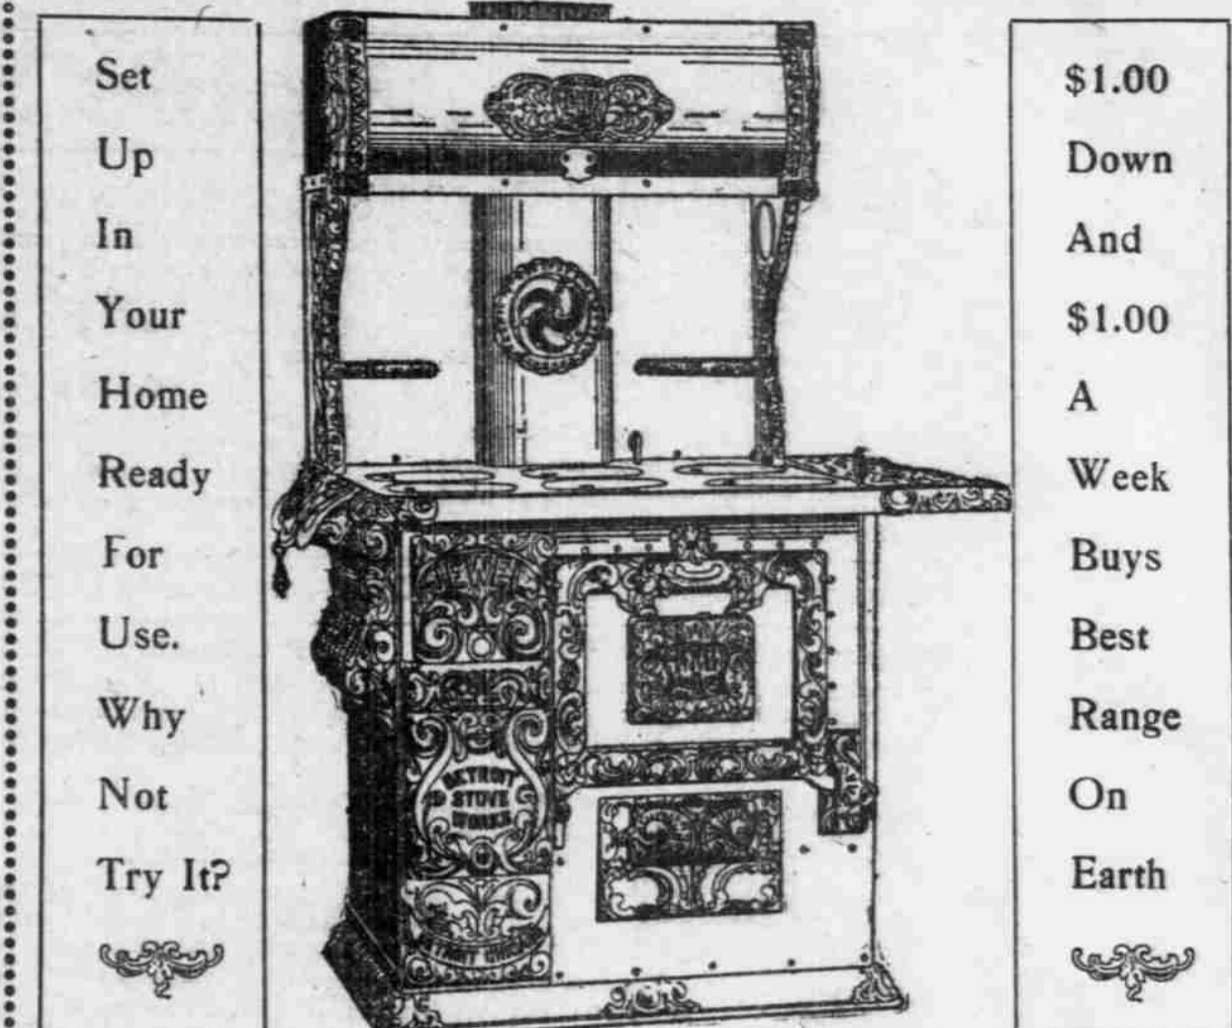 Set
Up
In
Your
Home
Ready
For
Use.
Why
Not
Try It?
JEWEL
DETROIT
STOVE
WORKS
$1.00
Down
And
$1.00
A
Week
Buys
Best
Range
On
Earth